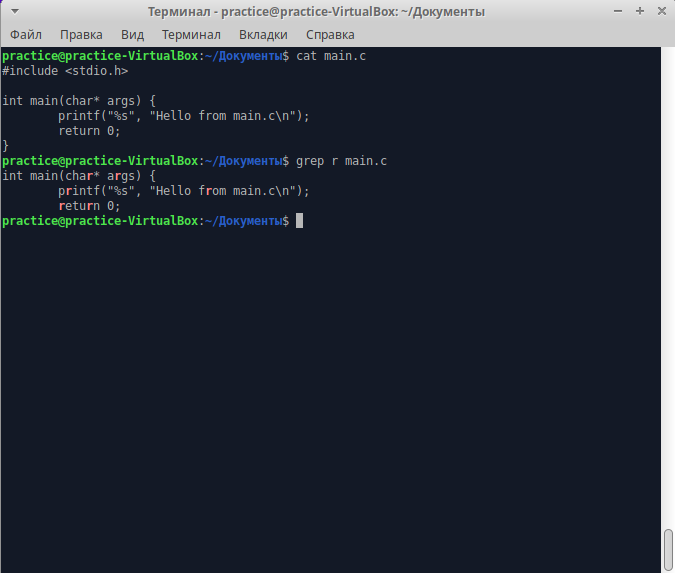 Терминал - practice@practice-VirtualBox: ~/Документы
Файл Правка Вид Терминал Вкладки Справка
practice@practice-VirtualBox:~/Документы$ cat main.c
#include <stdio.h>
int main(char* args) {
        printf("%s", "Hello from main.c\n");
        return 0;
}
practice@practice-VirtualBox:~/Документы$ grep r main.c
int main(char* args) {
        printf("%s", "Hello from main.c\n");
        return 0;
practice@practice-VirtualBox:~/Документы$